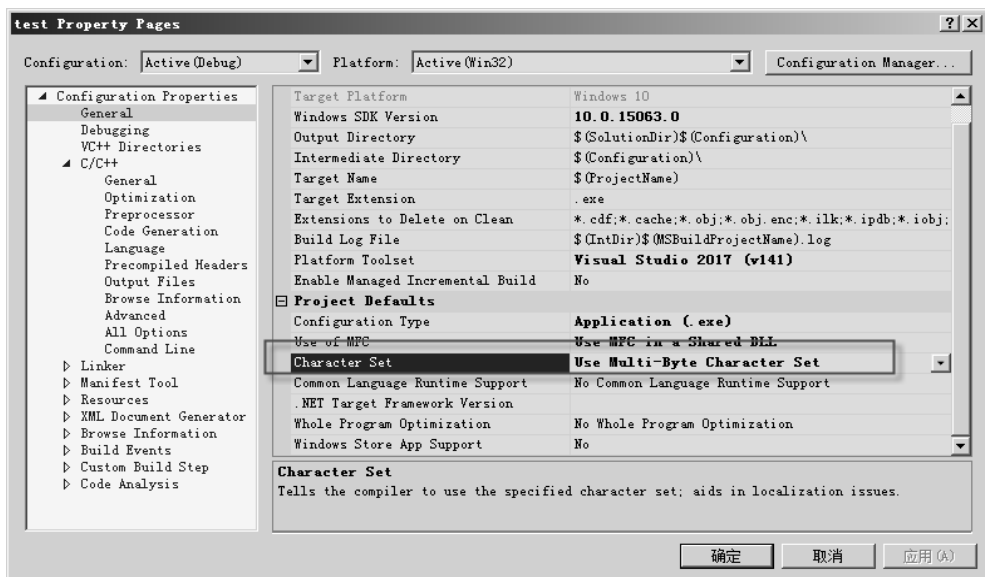 test Property Pages
Configuration: Active(Debug) Platform: Active(Win32) Configuration Manager...
Configuration Properties
General
Debugging
VC++ Directories
C/C++
General
Optimization
Preprocessor
Code Generation
Language
Precompiled Headers
Output Files
Browse Information
Advanced
All Options
Command Line
Linker
Manifest Tool
Resources
XML Document Generator
Browse Information
Build Events
Custom Build Step
Code Analysis
Target Platform Windows 10
Windows SDK Version 10.0.15063.0
Output Directory $(SolutionDir)$(Configuration)\
Intermediate Directory $(Configuration)\
Target Name $(ProjectName)
Target Extension .exe
Extensions to Delete on Clean *.cdf;*.cache;*.obj;*.obj.enc;*.ilk;*.ipdb;*.iobj;
Build Log File $(IntDir)$(MSBuildProjectName).log
Platform Toolset Visual Studio 2017 (v141)
Enable Managed Incremental Build No
Project Defaults
Configuration Type Application (.exe)
Use of MFC Use MFC in a Shared DLL
Character Set Use Multi-Byte Character Set
Common Language Runtime Support No Common Language Runtime Support
.NET Target Framework Version
Whole Program Optimization No Whole Program Optimization
Windows Store App Support No
Character Set
Tells the compiler to use the specified character set; aids in localization issues.
确定 取消 应用(A)